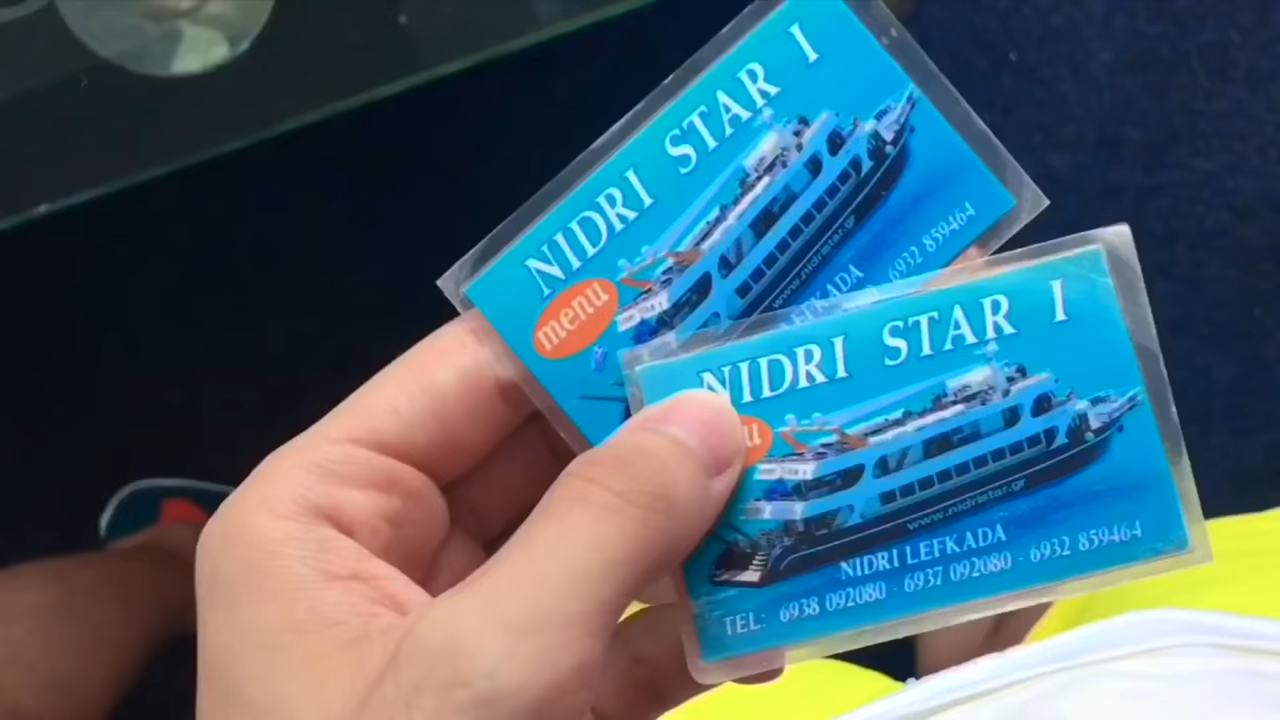 NIDRI STAR I
menu
www.nidristar.gr
LEFKADA
6932 859464
NIDRI STAR I
u
www.nidristar.gr
NIDRI LEFKADA
TEL: 6938 092080 - 6937 092080 - 6932 859464